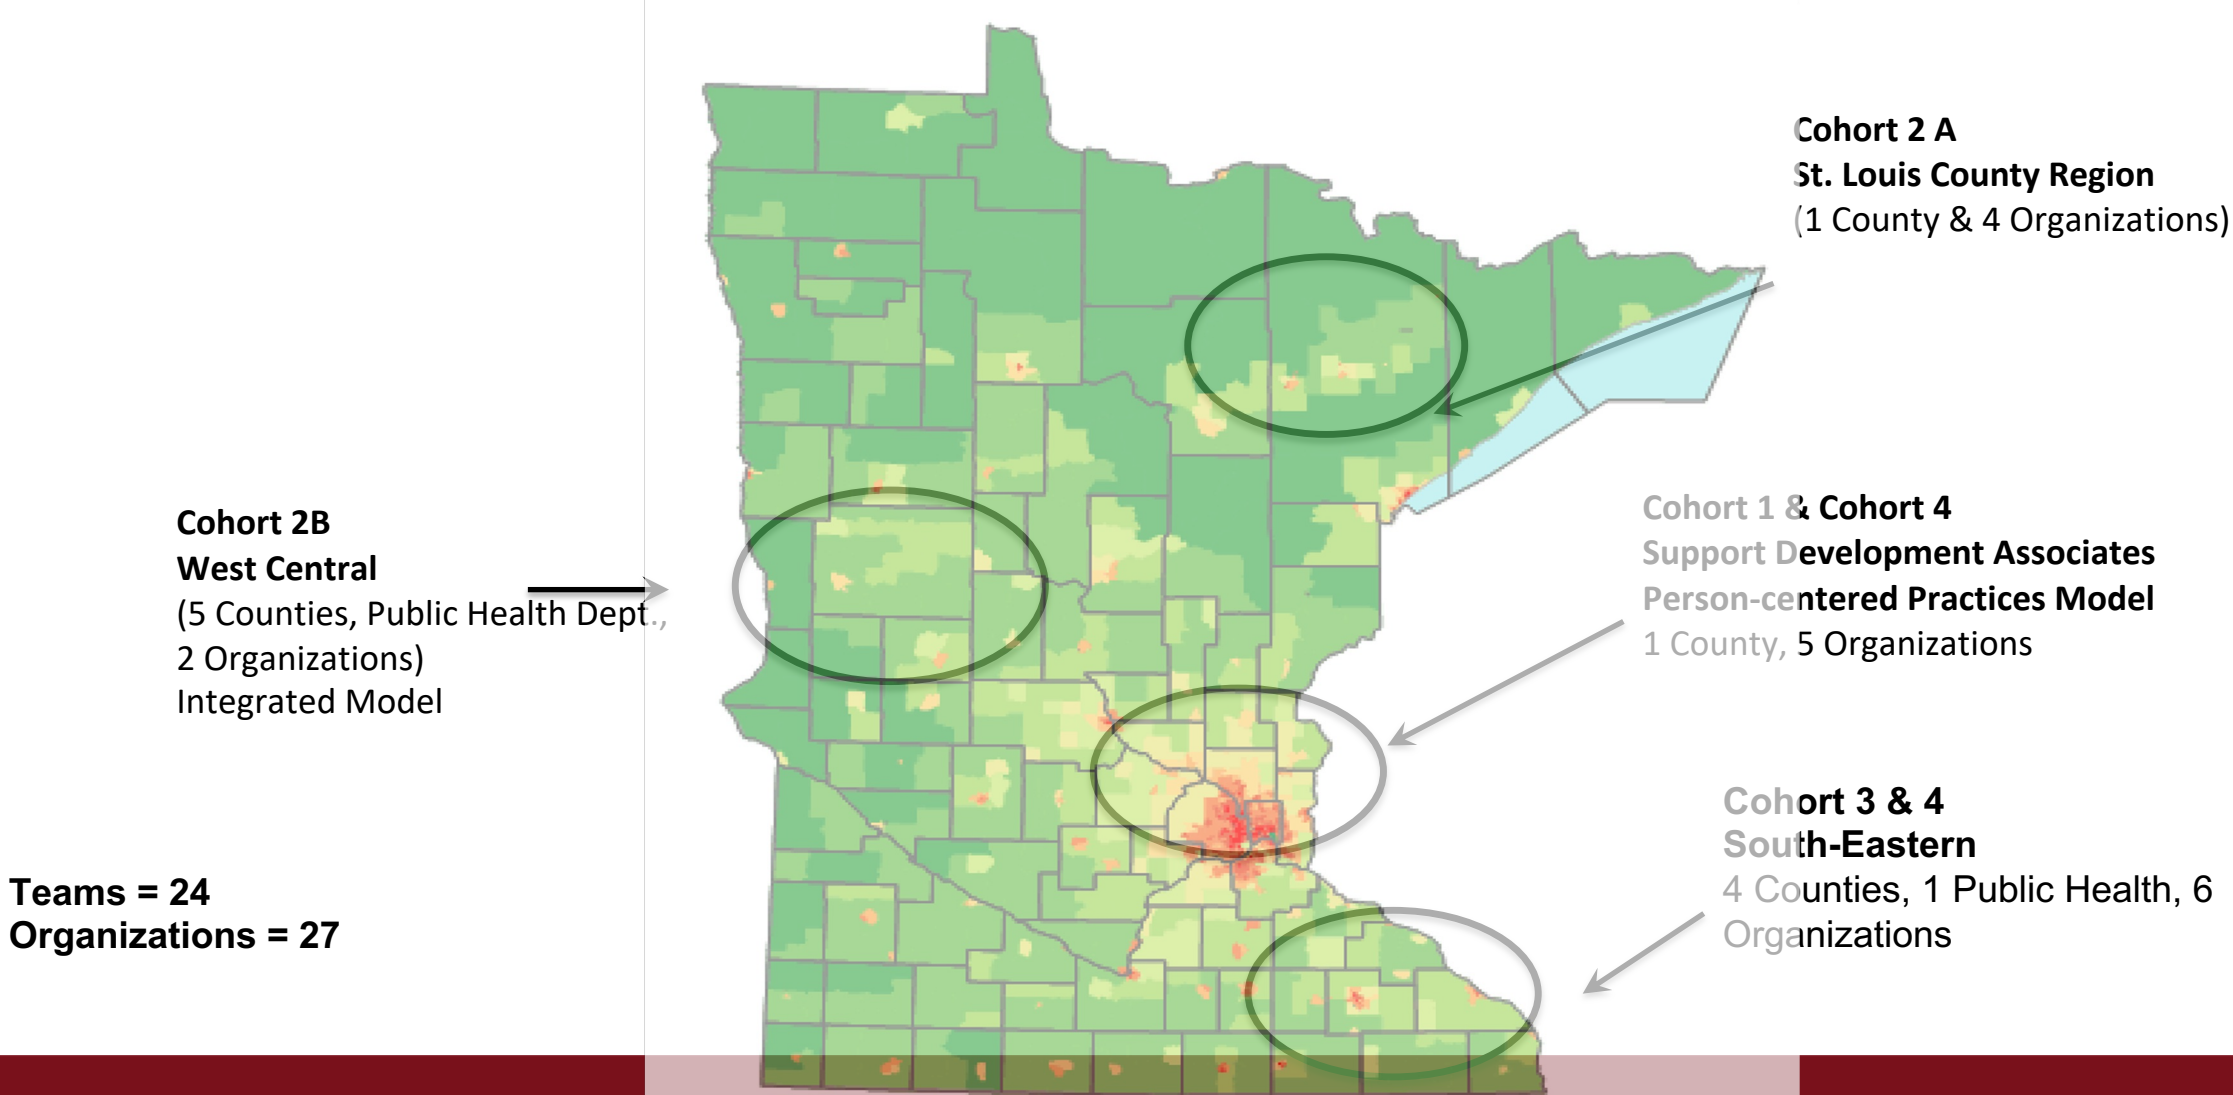 Cohort 2 A
St. Louis County Region
(1 County & 4 Organizations)
Cohort 2B
West Central
(5 Counties, Public Health Dept.,
2 Organizations)
Integrated Model
Cohort 1 & Cohort 4
Support Development Associates
Person-centered Practices Model
1 County, 5 Organizations
Cohort 3 & 4
South-Eastern
4 Counties, 1 Public Health, 6
Organizations
Teams = 24
Organizations = 27